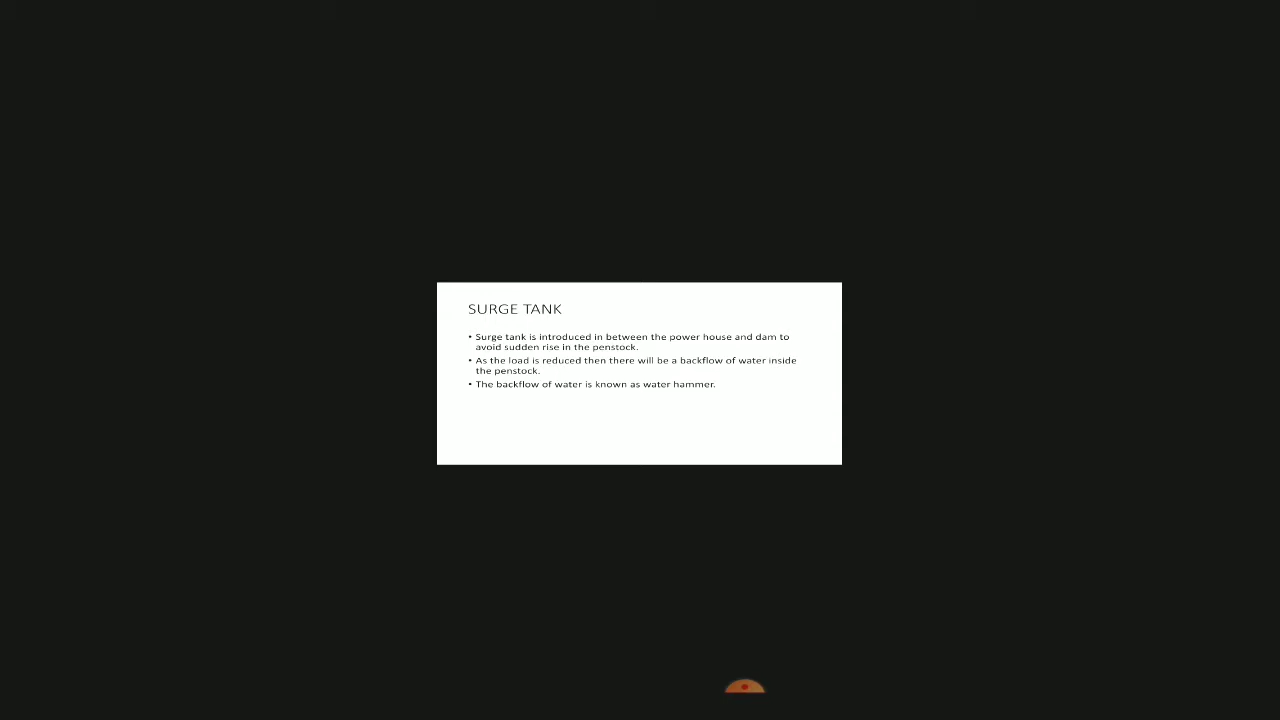 SURGE TANK
• Surge tank is introduced in between the power house and dam to
avoid sudden rise in the penstock.
• As the load is reduced then there will be a backflow of water inside
the penstock.
• The backflow of water is known as water hammer.